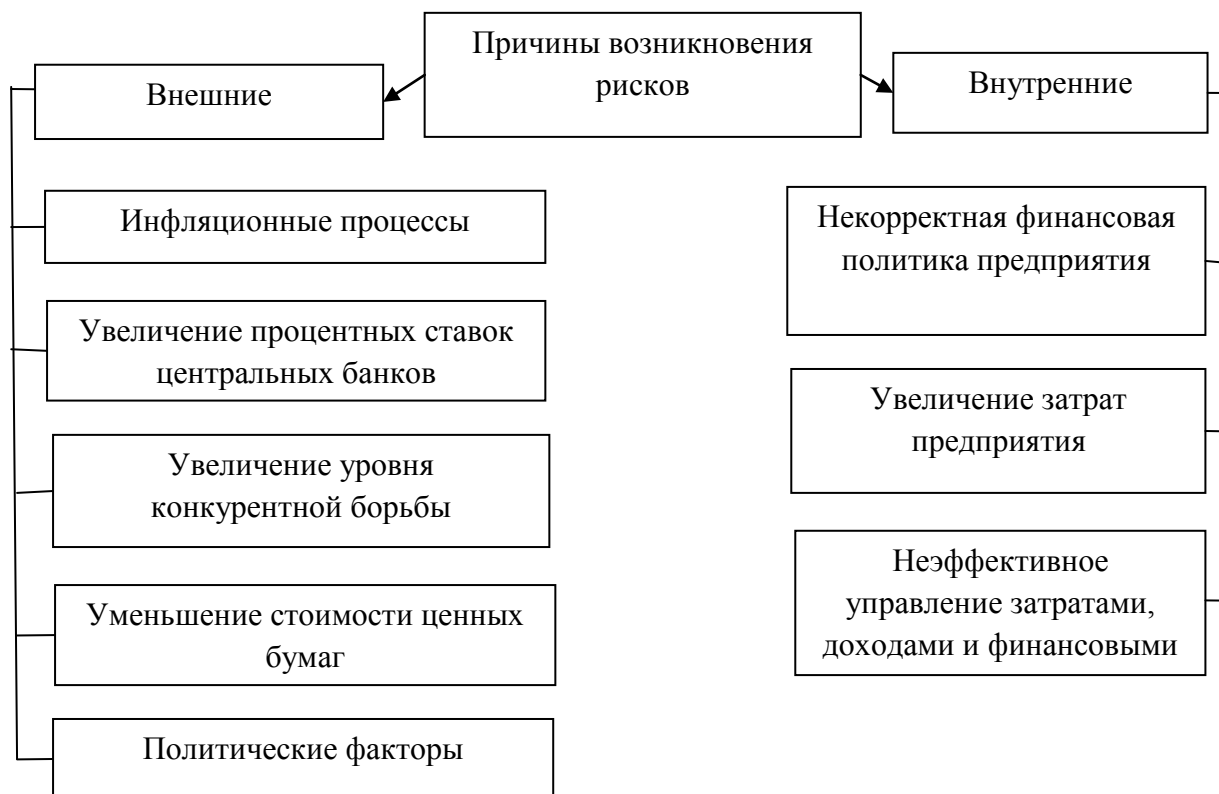 Причины возникновения
рисков
Внешние
Внутренние
Инфляционные процессы
Увеличение процентных ставок
центральных банков
Увеличение уровня
конкурентной борьбы
Уменьшение стоимости ценных
бумаг
Политические факторы
Некорректная финансовая
политика предприятия
Увеличение затрат
предприятия
Неэффективное
управление затратами,
доходами и финансовыми